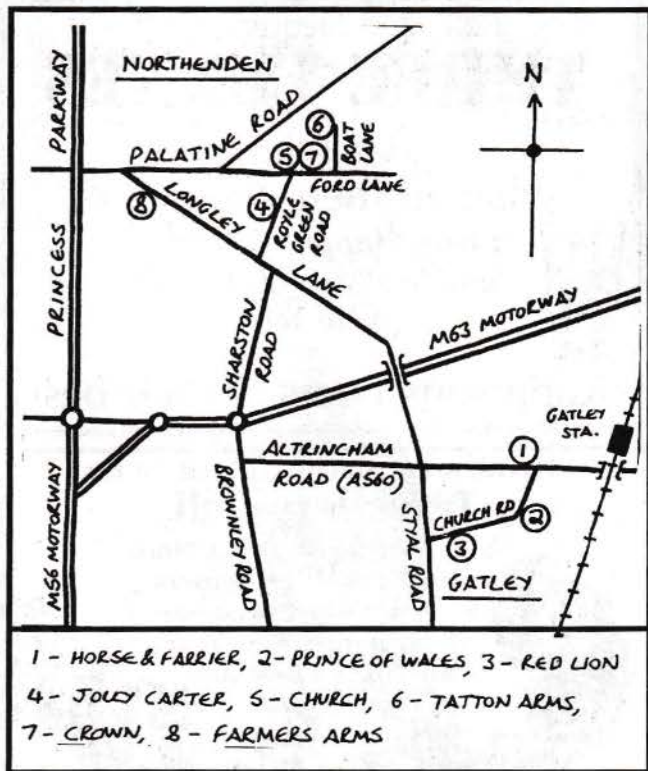 NORTHENDEN
N
PARKWAY
PALATINE ROAD
6
5 7
BOAT
LANE
FORD LANE
8
LONGLEY
4
ROYLE
GREEN
ROAD
LANE
PRINCESS
SHARSTON
ROAD
M63 MOTORWAY
GATLEY
STA.
1
ALTRINCHAM
ROAD (A560)
M56 MOTORWAY
BROWNLEY ROAD
STYAL ROAD
CHURCH RD
2
3
GATLEY
1 - HORSE & FARRIER, 2 - PRINCE OF WALES, 3 - RED LION
4 - JOLLY CARTER, 5 - CHURCH, 6 - TATTON ARMS,
7 - CROWN, 8 - FARMERS ARMS